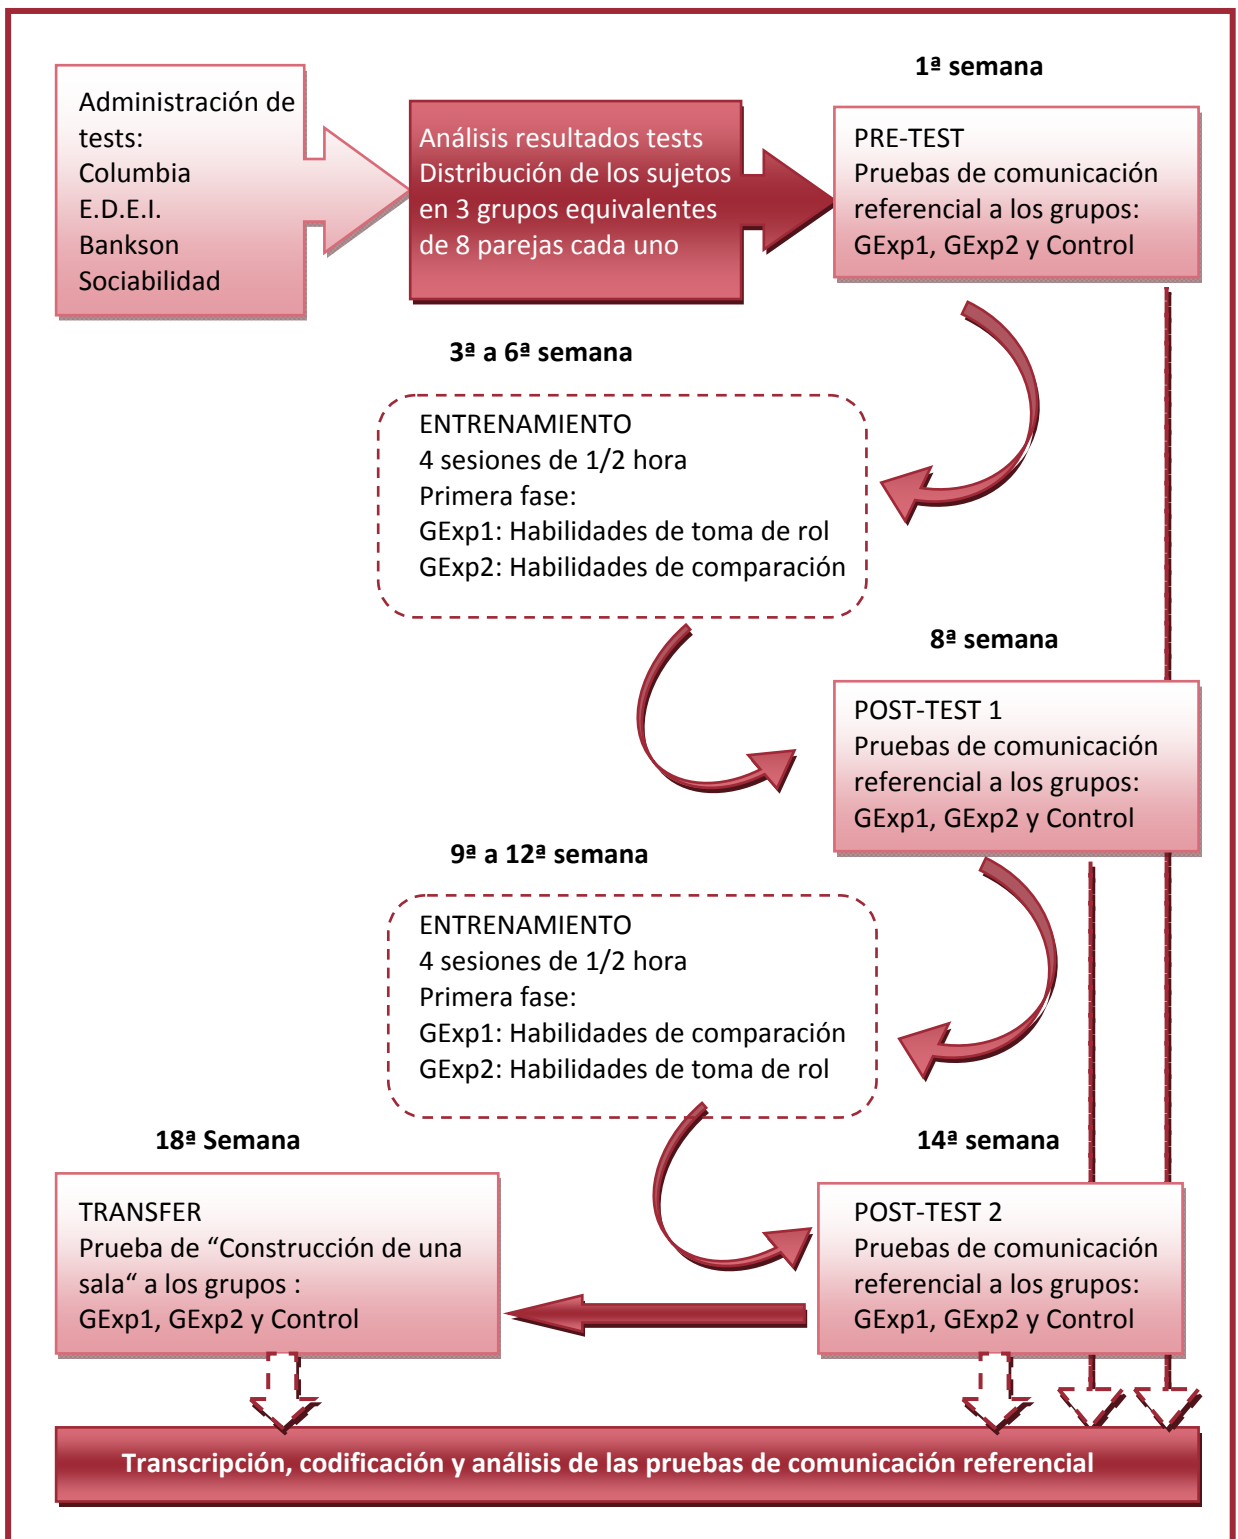 Administración de
tests:
Columbia
E.D.E.I.
Bankson
Sociabilidad
Análisis resultados tests
Distribución de los sujetos
en 3 grupos equivalentes
de 8 parejas cada uno
1ª semana
PRE-TEST
Pruebas de comunicación
referencial a los grupos:
GExp1, GExp2 y Control
3ª a 6ª semana
ENTRENAMIENTO
4 sesiones de 1/2 hora
Primera fase:
GExp1: Habilidades de toma de rol
GExp2: Habilidades de comparación
8ª semana
POST-TEST 1
Pruebas de comunicación
referencial a los grupos:
GExp1, GExp2 y Control
9ª a 12ª semana
ENTRENAMIENTO
4 sesiones de 1/2 hora
Primera fase:
GExp1: Habilidades de comparación
GExp2: Habilidades de toma de rol
14ª semana
POST-TEST 2
Pruebas de comunicación
referencial a los grupos:
GExp1, GExp2 y Control
18ª Semana
TRANSFER
Prueba de “Construcción de una
sala“ a los grupos :
GExp1, GExp2 y Control
Transcripción, codificación y análisis de las pruebas de comunicación referencial